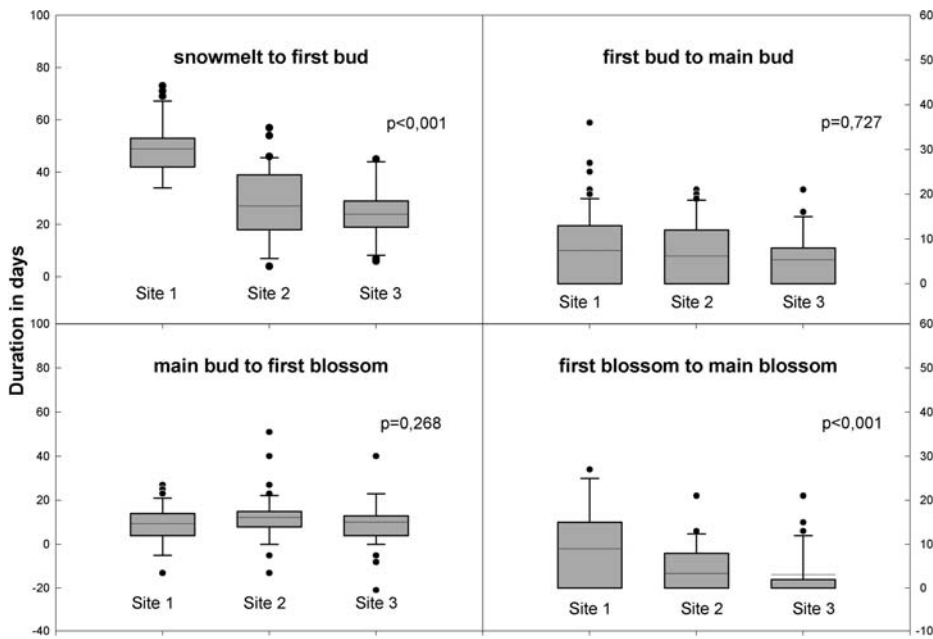 Duration in days
100
80
60
40
20
0
snowmelt to first bud
p<0,001
Site 1
Site 2
Site 3
first bud to main bud
p=0,727
Site 1
Site 2
Site 3
60
50
40
30
20
10
0
100
80
60
40
20
0
-20
-40
main bud to first blossom
p=0,268
Site 1
Site 2
Site 3
first blossom to main blossom
p<0,001
Site 1
Site 2
Site 3
60
50
40
30
20
10
0
-10